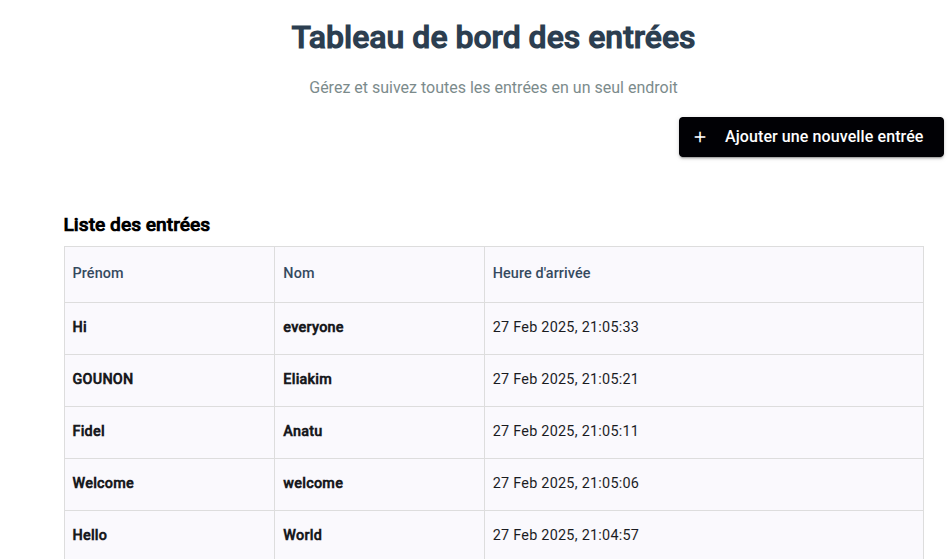 Tableau de bord des entrées
Gérez et suivez toutes les entrées en un seul endroit
+ Ajouter une nouvelle entrée
Liste des entrées
Prénom Nom Heure d'arrivée
Hi everyone 27 Feb 2025, 21:05:33
GOUNON Eliakim 27 Feb 2025, 21:05:21
Fidel Anatu 27 Feb 2025, 21:05:11
Welcome welcome 27 Feb 2025, 21:05:06
Hello World 27 Feb 2025, 21:04:57